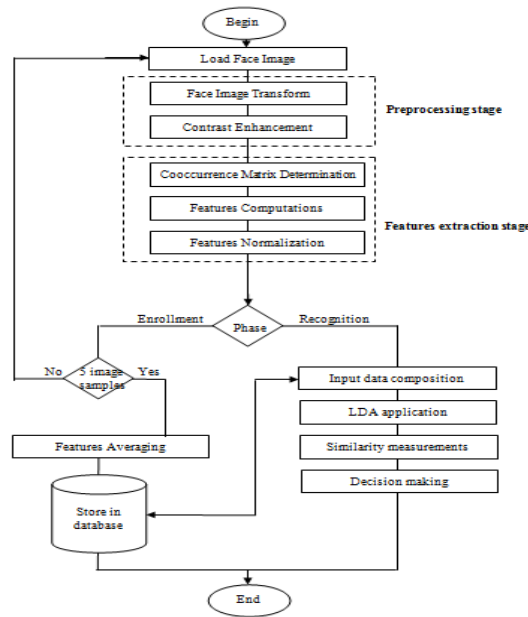 Begin
Load Face Image
Face Image Transform
Contrast Enhancement
Preprocessing stage
Cooccurrence Matrix Determination
Features Computations
Features Normalization
Features extraction stage
Enrollment
Phase
Recognition
No
5 image
samples
Yes
Features Averaging
Store in
database
Input data composition
LDA application
Similarity measurements
Decision making
End